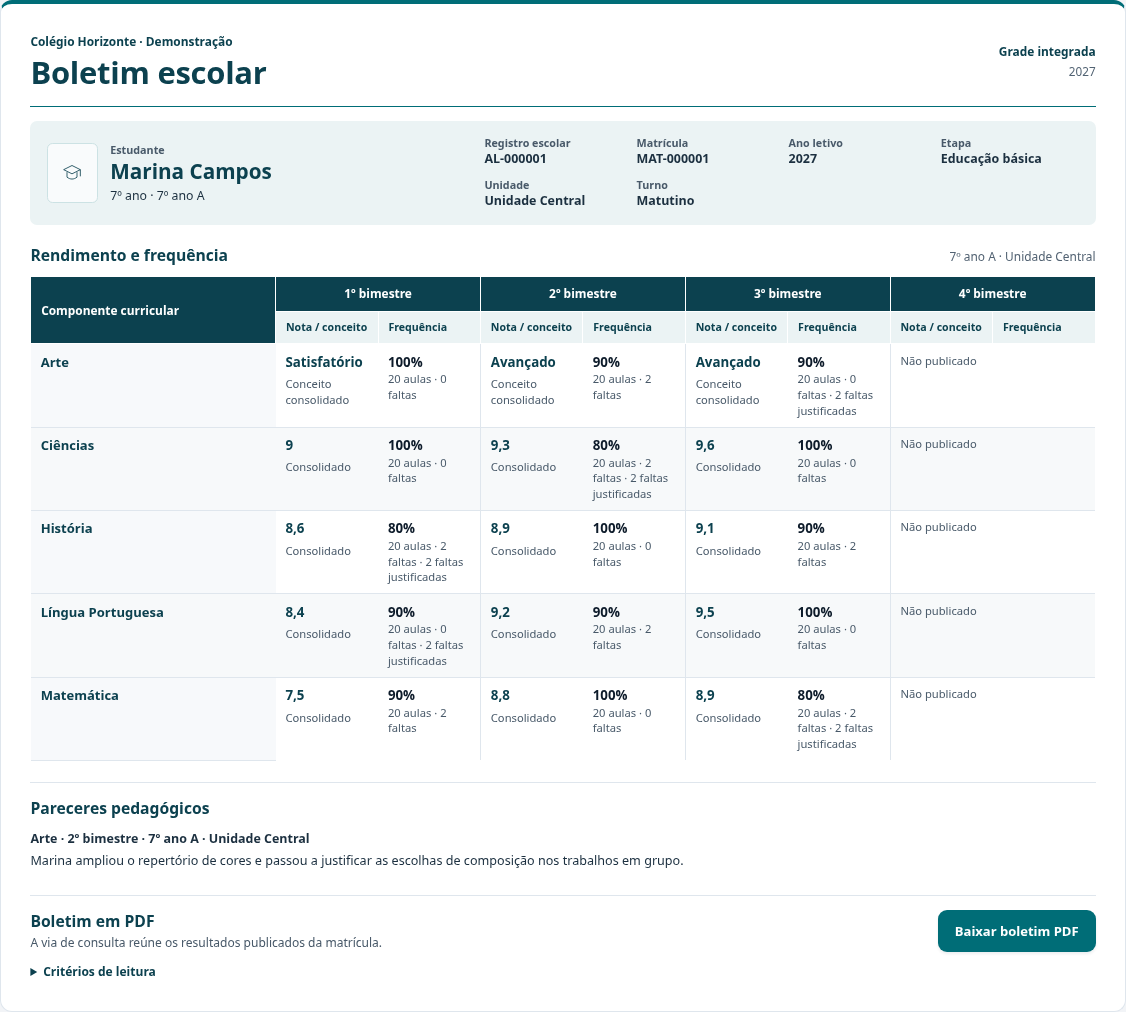 Colégio Horizonte · Demonstração
Boletim escolar
Grade integrada
2027
Estudante
Marina Campos
7º ano · 7º ano A
Registro escolar
AL-000001
Matrícula
MAT-000001
Ano letivo
2027
Etapa
Educação básica
Unidade
Unidade Central
Turno
Matutino
Rendimento e frequência
7º ano A · Unidade Central
Componente curricular
1º bimestre
2º bimestre
3º bimestre
4º bimestre
Nota / conceito
Frequência
Nota / conceito
Frequência
Nota / conceito
Frequência
Nota / conceito
Frequência
Arte
Satisfatório
Conceito
consolidado
100%
20 aulas · 0
faltas
Avançado
Conceito
consolidado
90%
20 aulas · 2
faltas
Avançado
Conceito
consolidado
90%
20 aulas · 0
faltas · 2 faltas
justificadas
Não publicado
Ciências
9
Consolidado
100%
20 aulas · 0
faltas
9,3
Consolidado
80%
20 aulas · 2
faltas · 2 faltas
justificadas
9,6
Consolidado
100%
20 aulas · 0
faltas
Não publicado
História
8,6
Consolidado
80%
20 aulas · 2
faltas · 2 faltas
justificadas
8,9
Consolidado
100%
20 aulas · 0
faltas
9,1
Consolidado
90%
20 aulas · 2
faltas
Não publicado
Língua Portuguesa
8,4
Consolidado
90%
20 aulas · 0
faltas · 2 faltas
justificadas
9,2
Consolidado
90%
20 aulas · 2
faltas
9,5
Consolidado
100%
20 aulas · 0
faltas
Não publicado
Matemática
7,5
Consolidado
90%
20 aulas · 2
faltas
8,8
Consolidado
100%
20 aulas · 0
faltas
8,9
Consolidado
80%
20 aulas · 2
faltas · 2 faltas
justificadas
Não publicado
Pareceres pedagógicos
Arte · 2º bimestre · 7º ano A · Unidade Central
Marina ampliou o repertório de cores e passou a justificar as escolhas de composição nos trabalhos em grupo.
Boletim em PDF
A via de consulta reúne os resultados publicados da matrícula.
Baixar boletim PDF
Critérios de leitura